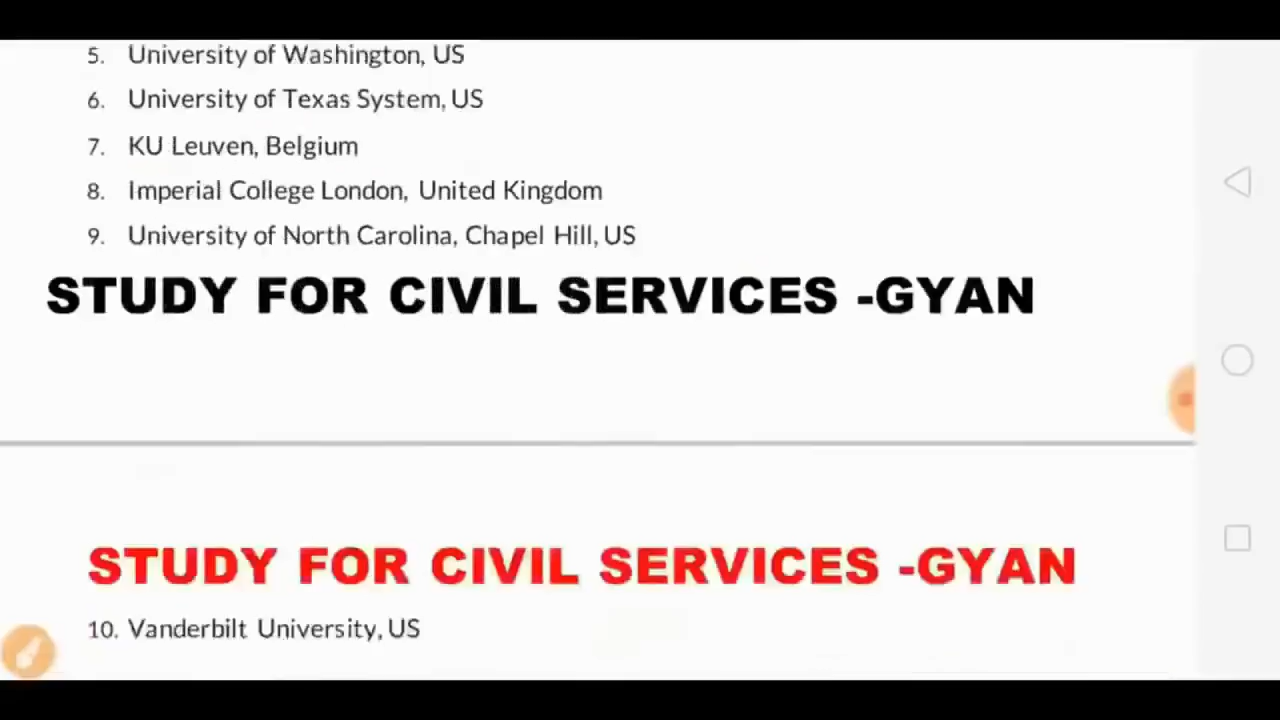 5. University of Washington, US
6. University of Texas System, US
7. KU Leuven, Belgium
8. Imperial College London, United Kingdom
9. University of North Carolina, Chapel Hill, US
STUDY FOR CIVIL SERVICES -GYAN
STUDY FOR CIVIL SERVICES -GYAN
10. Vanderbilt University, US